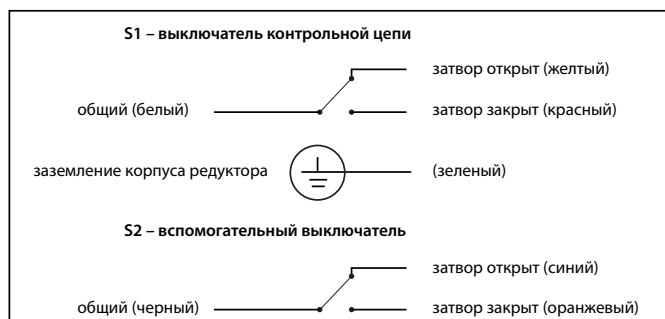 S1 – выключатель контрольной цепи
затвор открыт (желтый)
общий (белый)
затвор закрыт (красный)
заземление корпуса редуктора
(зеленый)
S2 – вспомогательный выключатель
затвор открыт (синий)
общий (черный)
затвор закрыт (оранжевый)